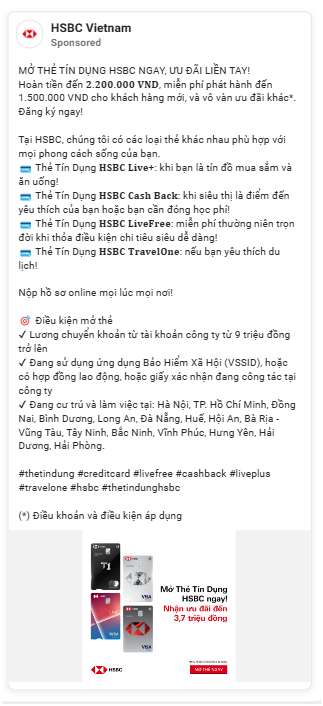 HSBC Vietnam
Sponsored
MỞ THẺ TÍN DỤNG HSBC NGAY, ƯU ĐÃI LIỀN TAY!
Hoàn tiền đến 2.200.000 VND, miễn phí phát hành đến
1.500.000 VND cho khách hàng mới, và vô vàn ưu đãi khác*.
Đăng ký ngay!
Tại HSBC, chúng tôi có các loại thẻ khác nhau phù hợp với
mọi phong cách sống của bạn.
💳 Thẻ Tín Dụng HSBC Live+: khi bạn là tín đồ mua sắm và
ăn uống!
💳 Thẻ Tín Dụng HSBC Cash Back: khi siêu thị là điểm đến
yêu thích của bạn hoặc bạn cần đóng học phí!
💳 Thẻ Tín Dụng HSBC LiveFree: miễn phí thường niên trọn
đời khi thỏa điều kiện chi tiêu siêu dễ dàng!
💳 Thẻ Tín Dụng HSBC TravelOne: nếu bạn yêu thích du
lịch!
Nộp hồ sơ online mọi lúc mọi nơi!
🎯 Điều kiện mở thẻ
✓ Lương chuyển khoản từ tài khoản công ty từ 9 triệu đồng
trở lên
✓ Đang sử dụng ứng dụng Bảo Hiểm Xã Hội (VSSID), hoặc
có hợp đồng lao động, hoặc giấy xác nhận đang công tác tại
công ty
✓ Đang cư trú và làm việc tại: Hà Nội, TP. Hồ Chí Minh, Đồng
Nai, Bình Dương, Long An, Đà Nẵng, Huế, Hội An, Bà Rịa -
Vũng Tàu, Tây Ninh, Bắc Ninh, Vĩnh Phúc, Hưng Yên, Hải
Dương, Hải Phòng.
#thetindung #creditcard #livefree #cashback #liveplus
#travelone #hsbc #thetindunghsbc
(*) Điều khoản và điều kiện áp dụng
Mở Thẻ Tín Dụng
HSBC ngay!
Nhận ưu đãi đến
3,7 triệu đồng
VISA
VISA
VISA
HSBC
MỞ THẺ NGAY